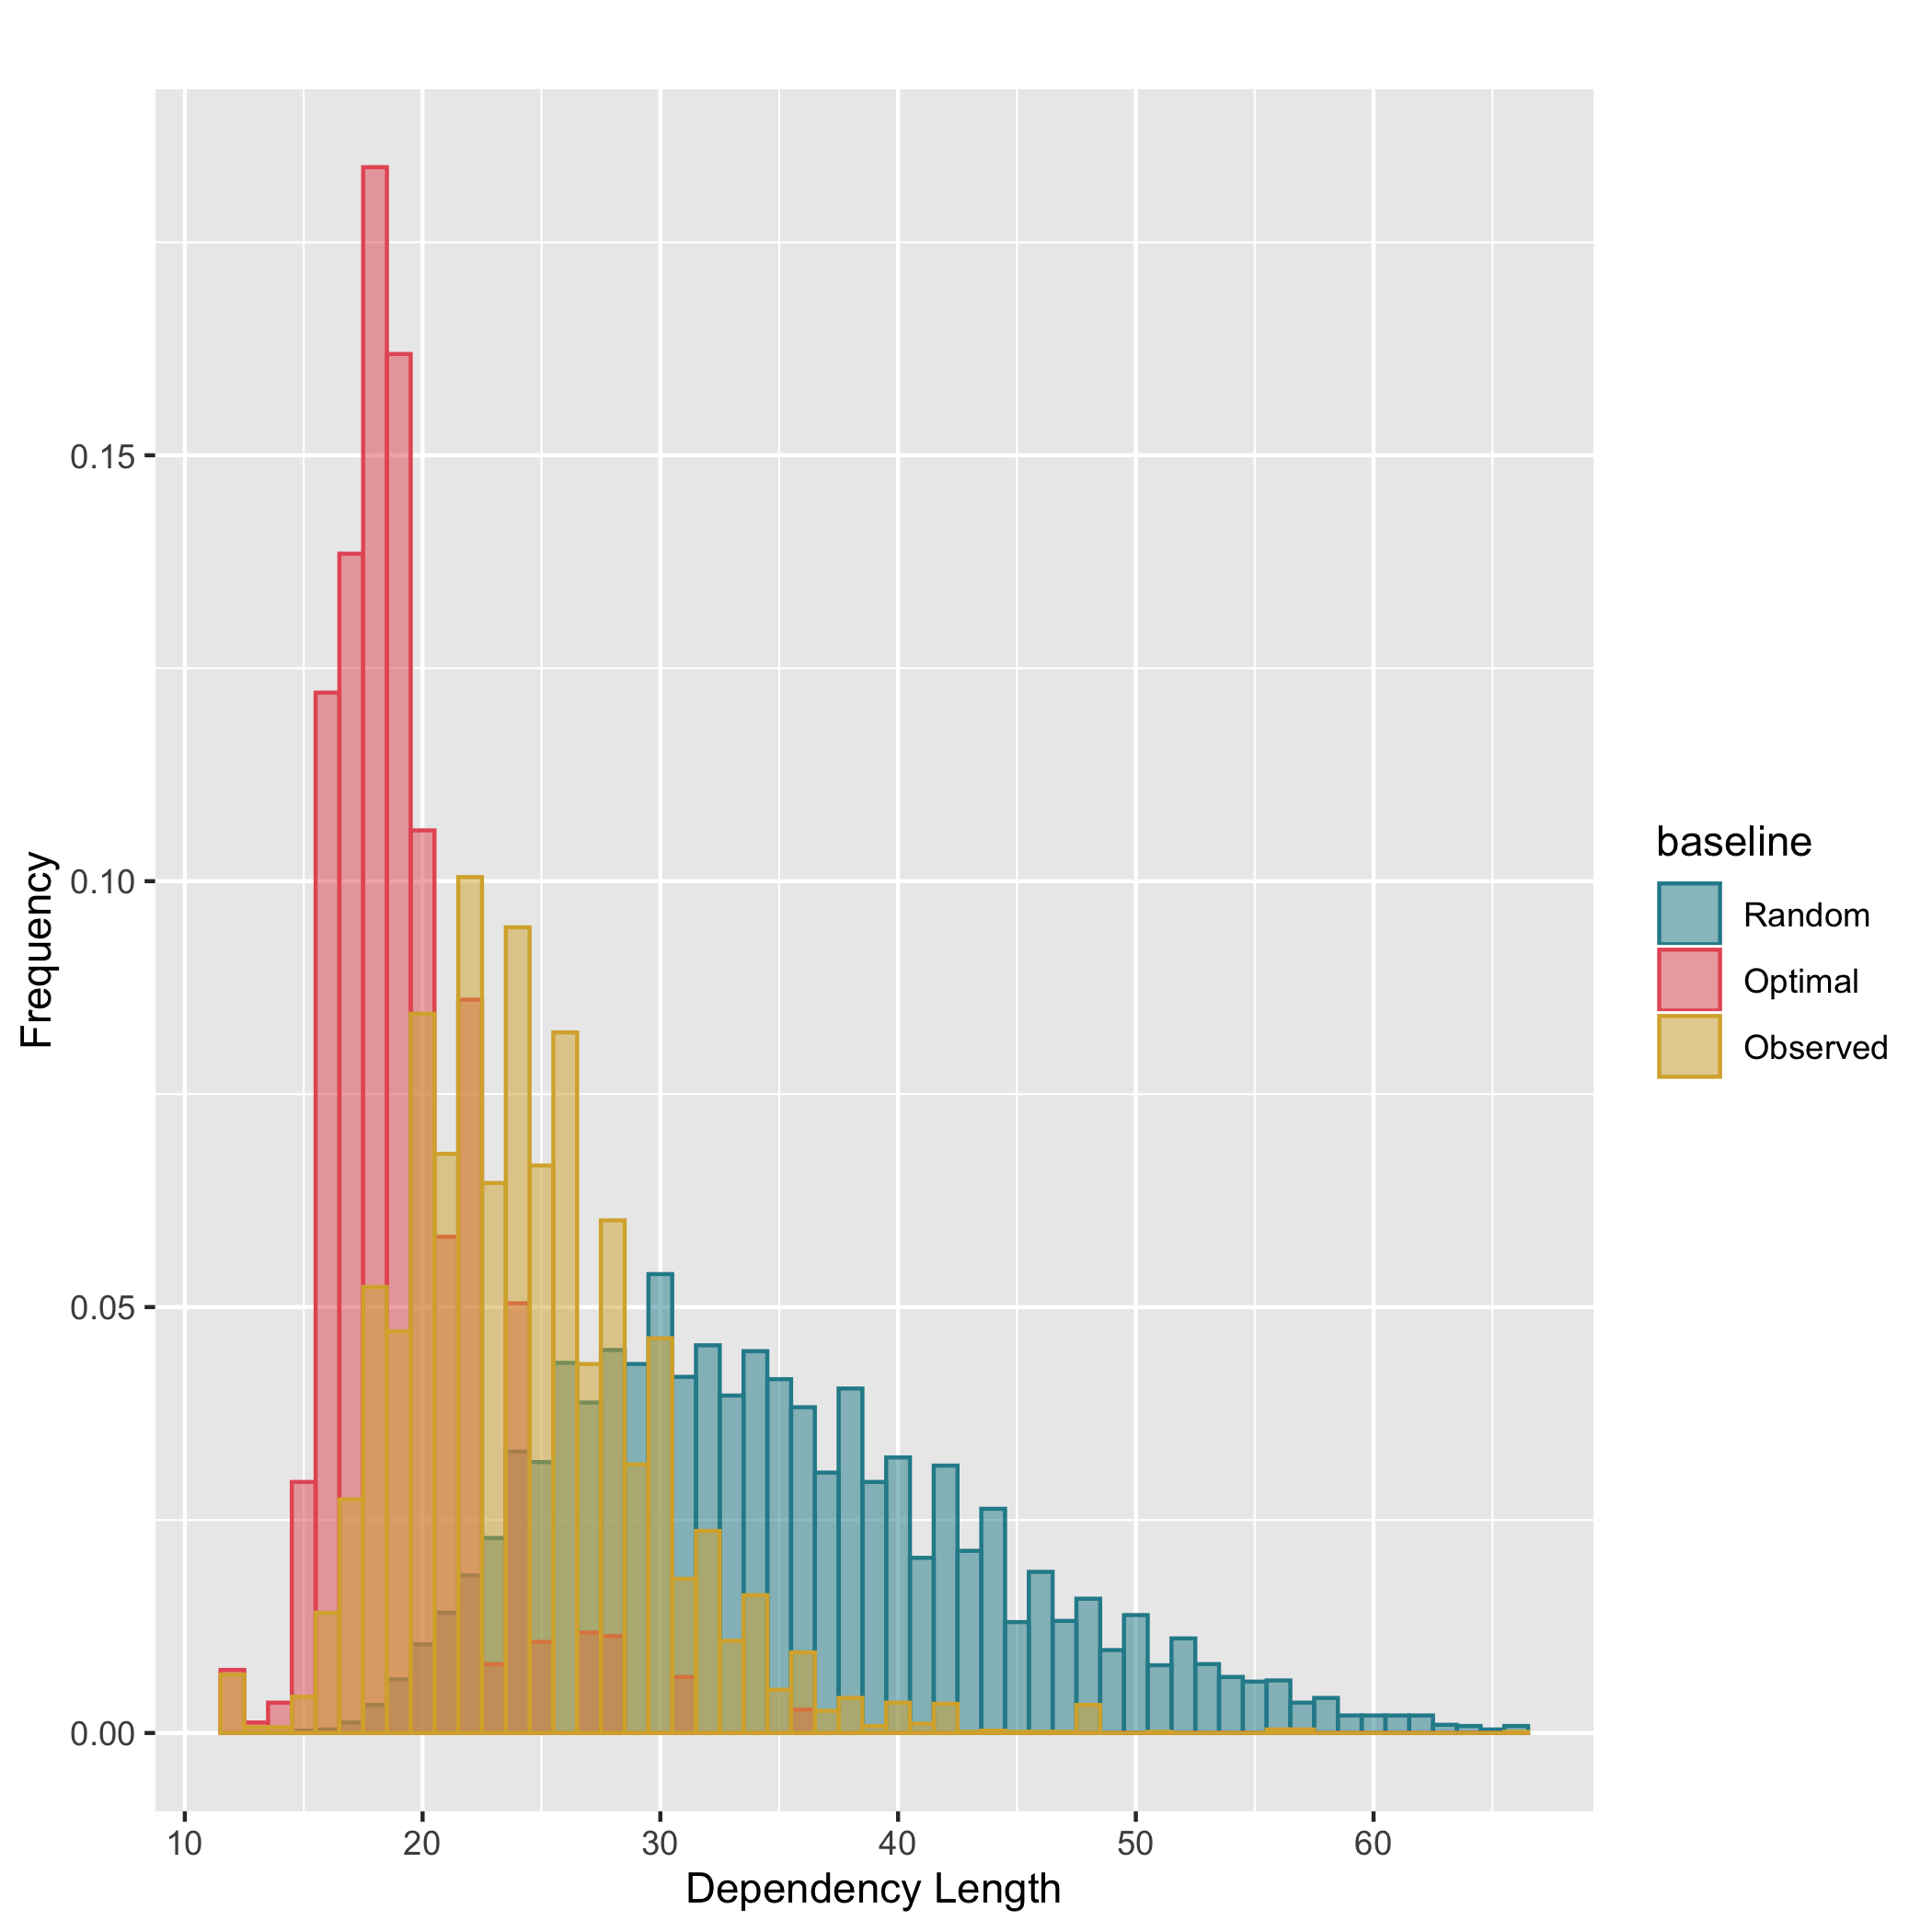 0.15
0.10
0.05
0.00
Frequency
10 20 30 40 50 60
Dependency Length
baseline
Random
Optimal
Observed